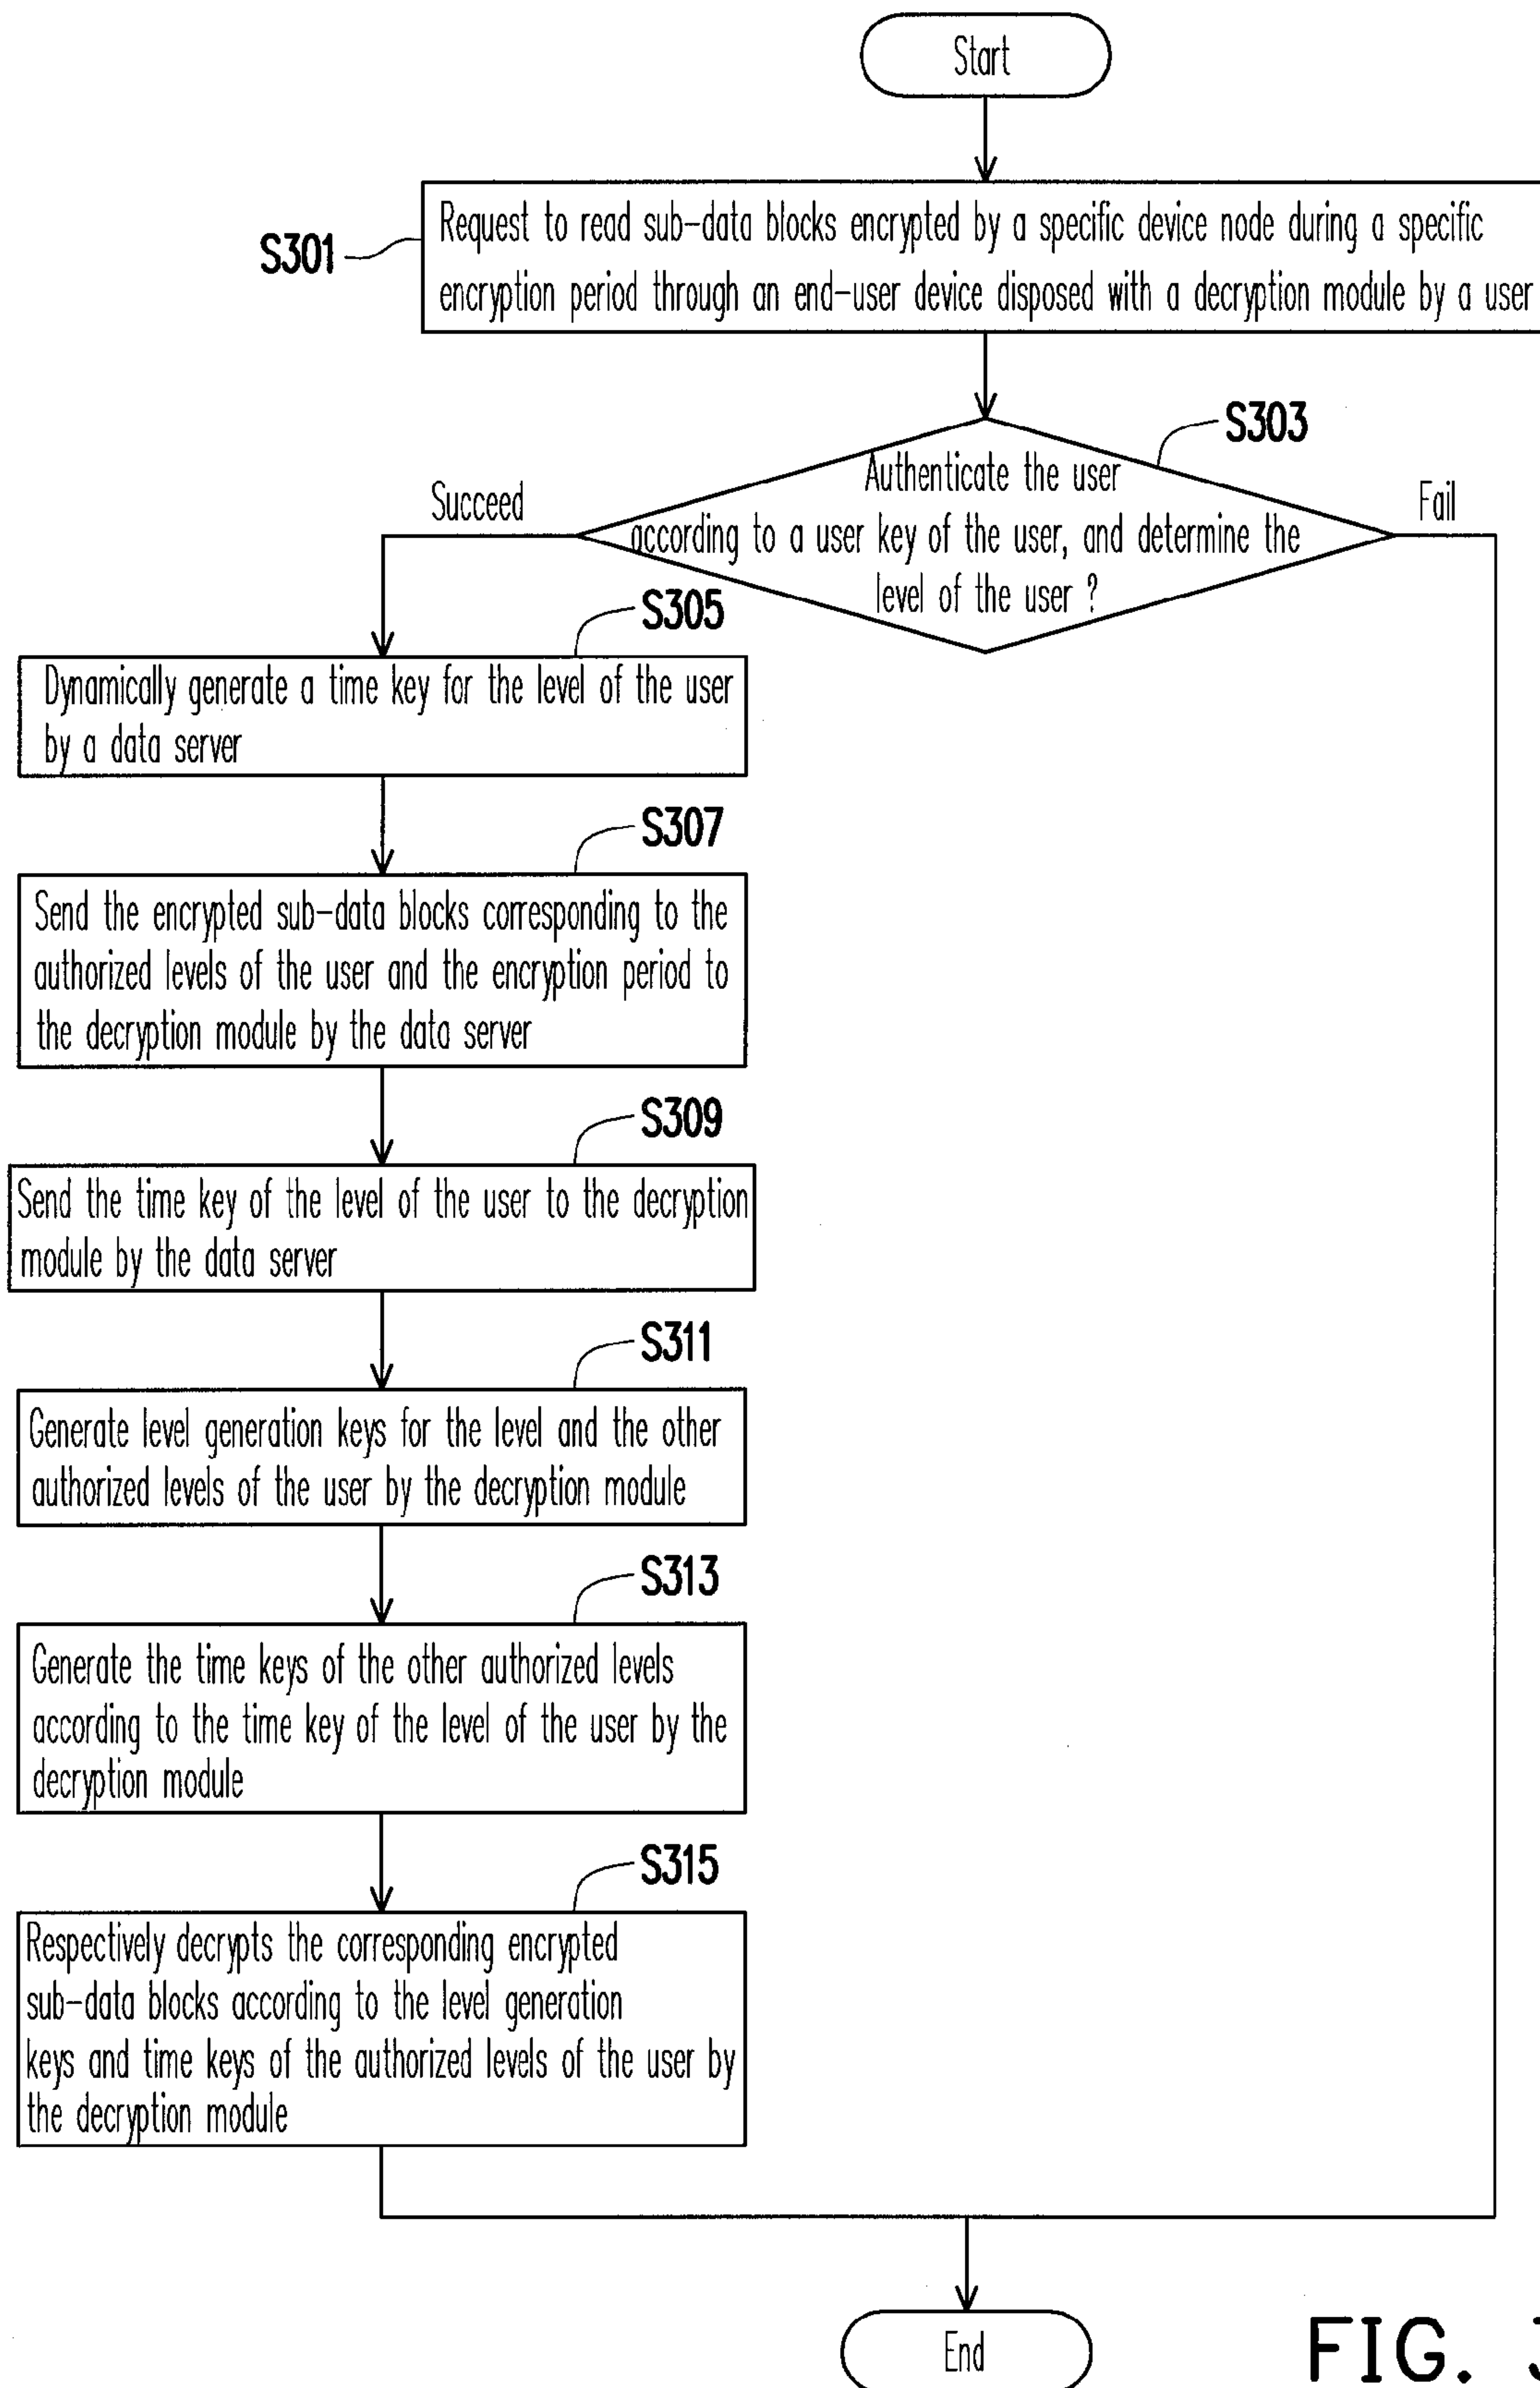 Start
S301
Request to read sub-data blocks encrypted by a specific device node during a specific
encryption period through an end-user device disposed with a decryption module by a user
S303
Authenticate the user
according to a user key of the user, and determine the
level of the user ?
Succeed
Fail
S305
Dynamically generate a time key for the level of the user
by a data server
S307
Send the encrypted sub-data blocks corresponding to the
authorized levels of the user and the encryption period to
the decryption module by the data server
S309
Send the time key of the level of the user to the decryption
module by the data server
S311
Generate level generation keys for the level and the other
authorized levels of the user by the decryption module
S313
Generate the time keys of the other authorized levels
according to the time key of the level of the user by the
decryption module
S315
Respectively decrypts the corresponding encrypted
sub-data blocks according to the level generation
keys and time keys of the authorized levels of the user by
the decryption module
End
FIG.